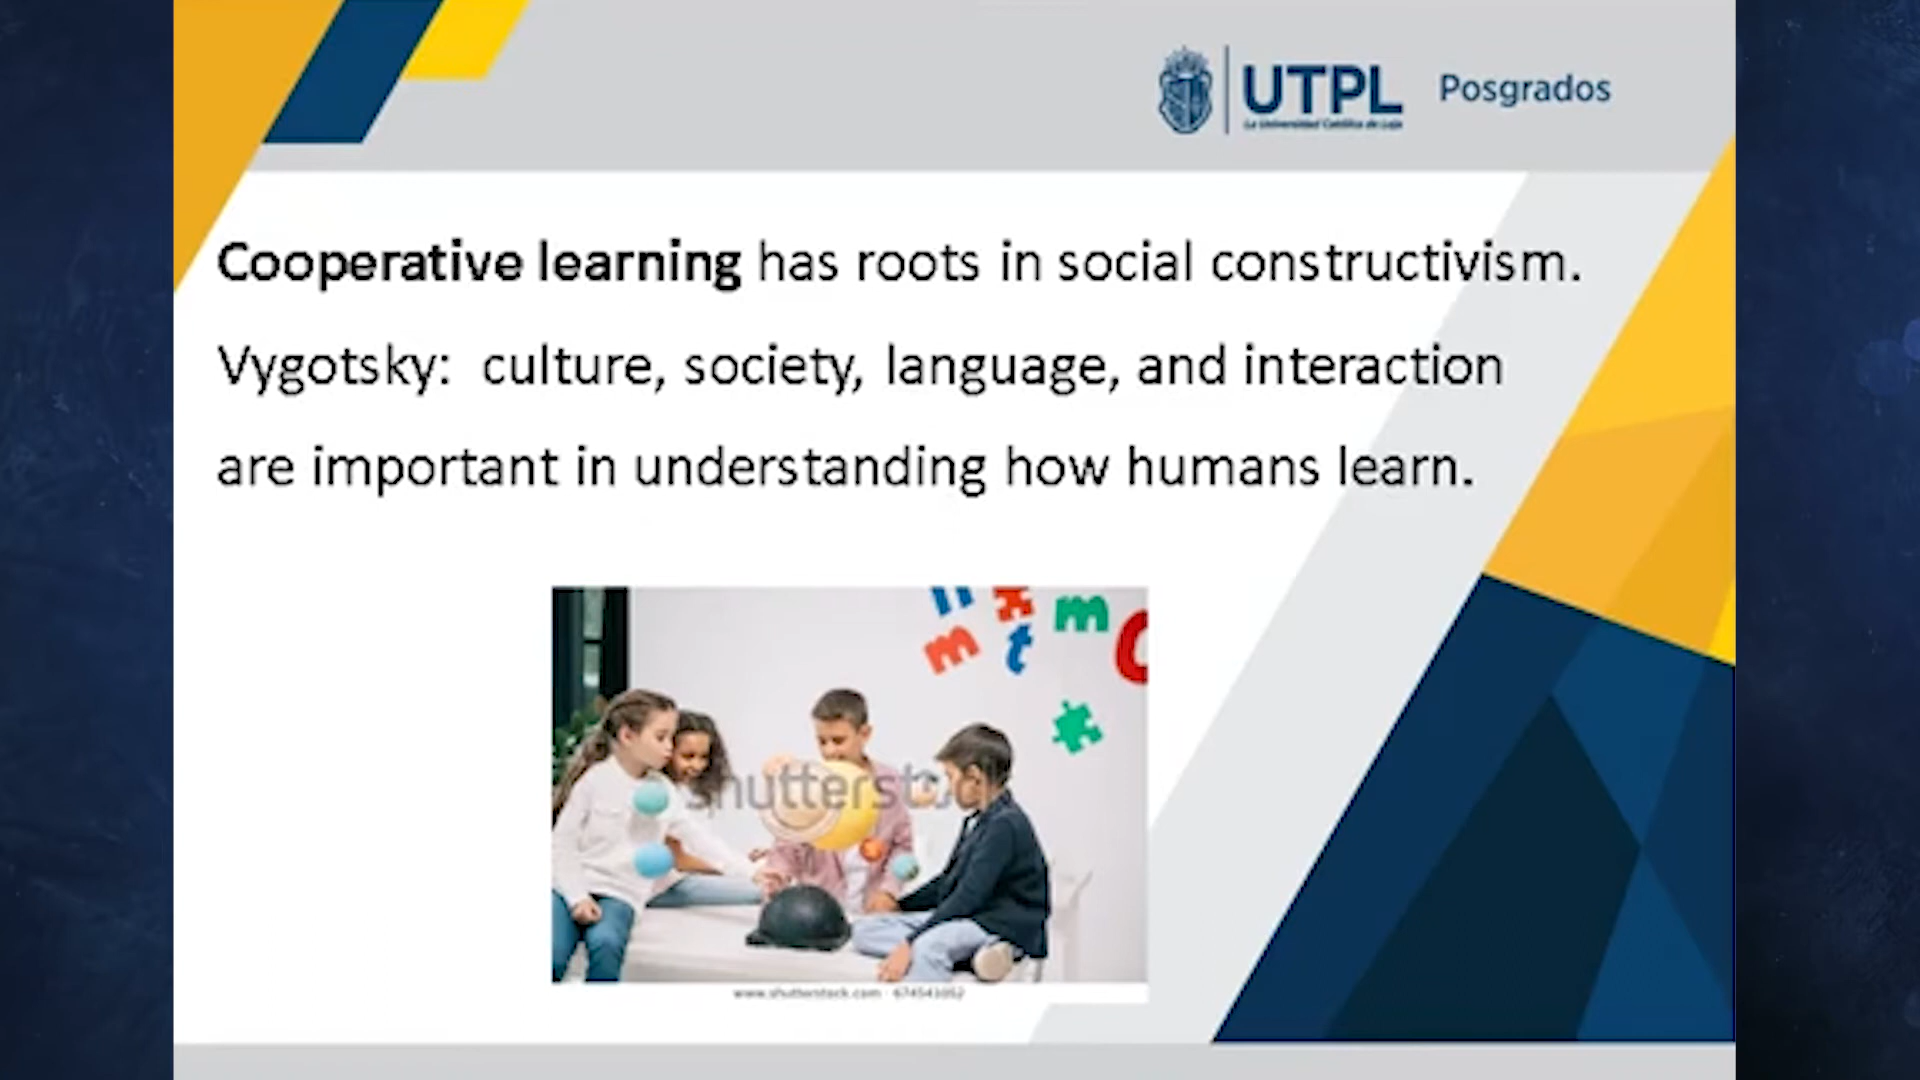 UTPL Posgrados
La Universidad Católica de Loja
Cooperative learning has roots in social constructivism.
Vygotsky: culture, society, language, and interaction
are important in understanding how humans learn.
n m
m t
shutterstock
www.shutterstock.com · 674541052